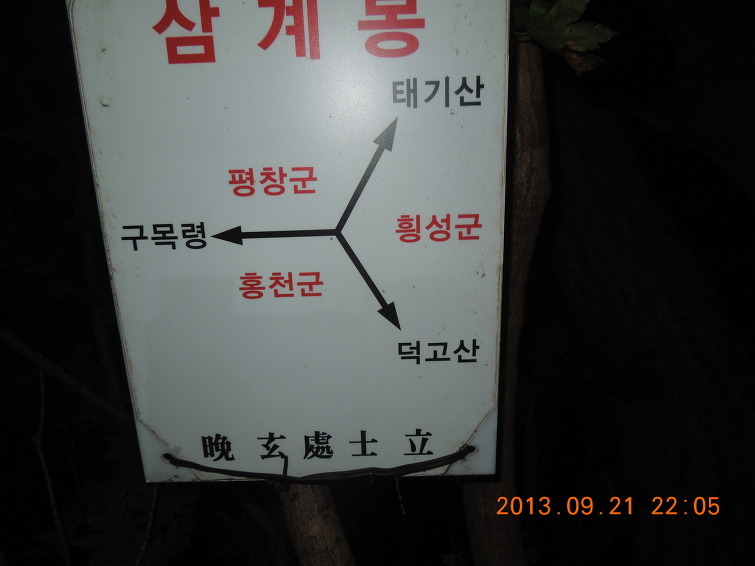 삼계봉
태기산
평창군
구목령
횡성군
홍천군
덕고산
晩玄處士立
2013.09.21 22:05